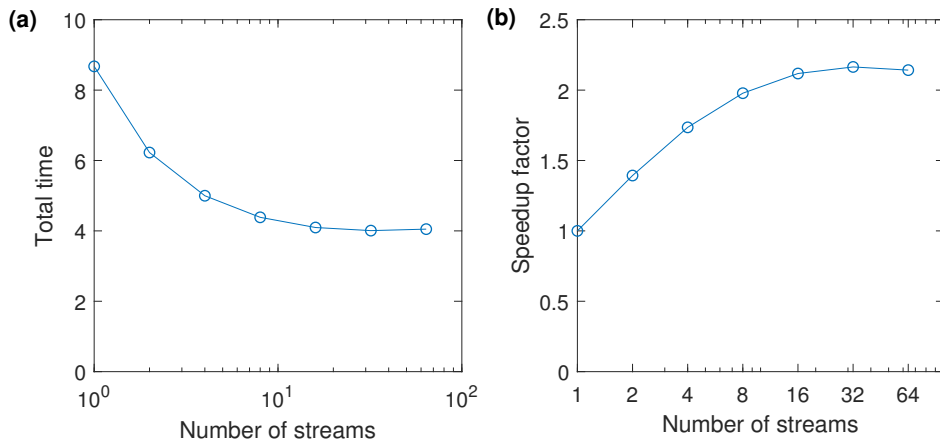 (a)
10
8
6
4
2
0
Total time
10^0
10^1
10^2
Number of streams
(b)
2.5
2
1.5
1
0.5
0
Speedup factor
1 2 4 8 16 32 64
Number of streams